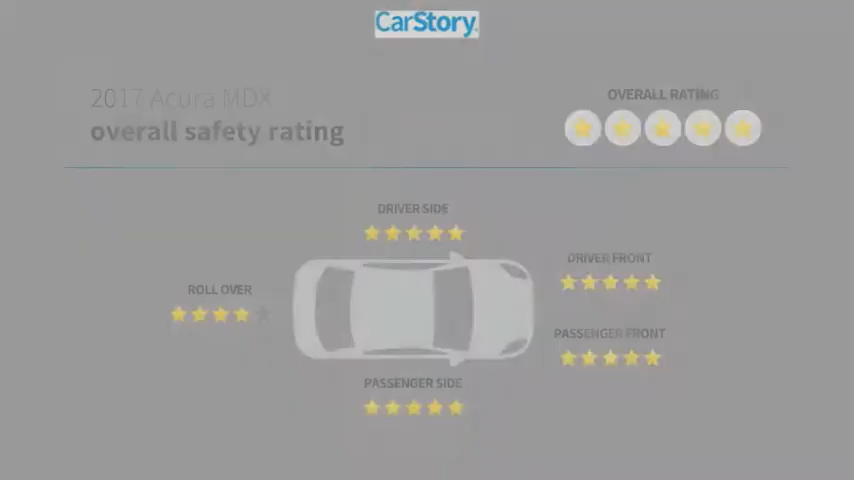 CarStory
2017 Acura MDX
overall safety rating
OVERALL RATING
DRIVER SIDE
DRIVER FRONT
ROLL OVER
PASSENGER FRONT
PASSENGER SIDE